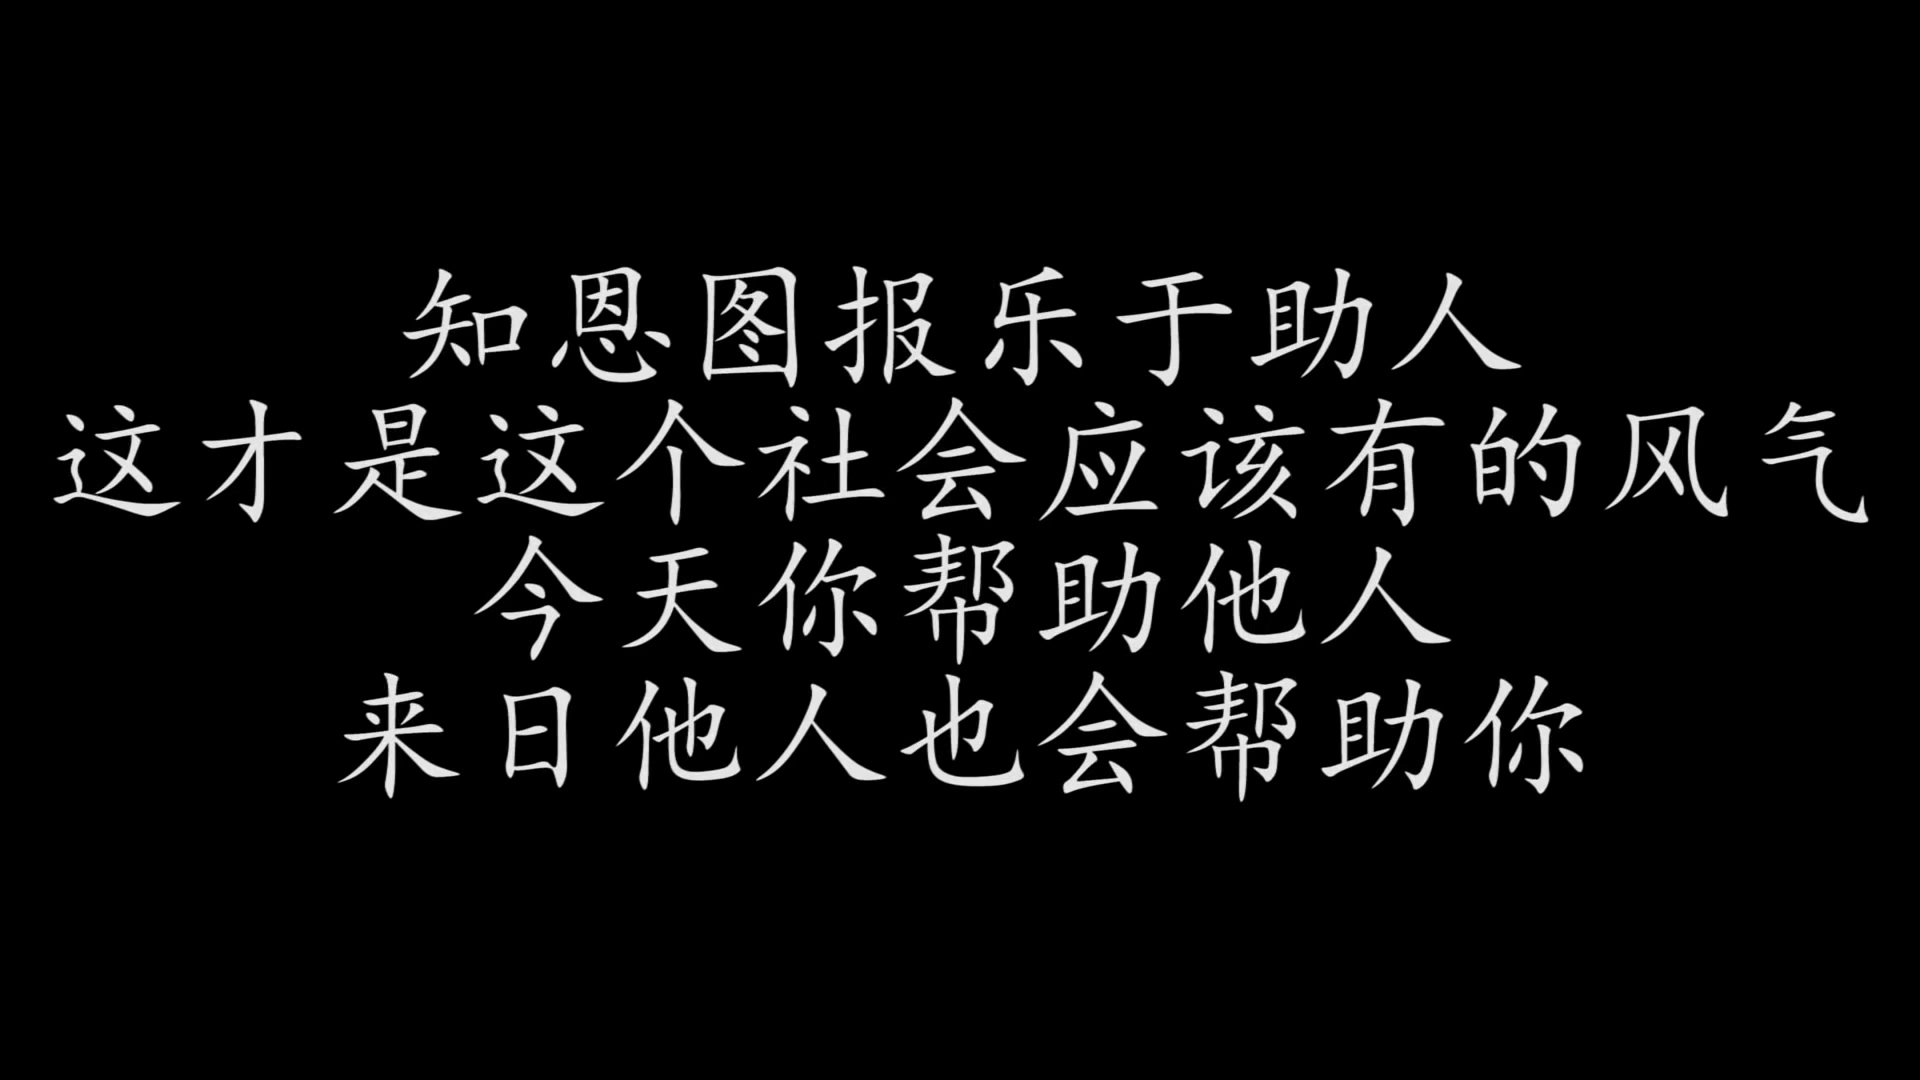 知恩图报乐于助人
这才是这个社会应该有的风气
今天你帮助他人
来日他人也会帮助你